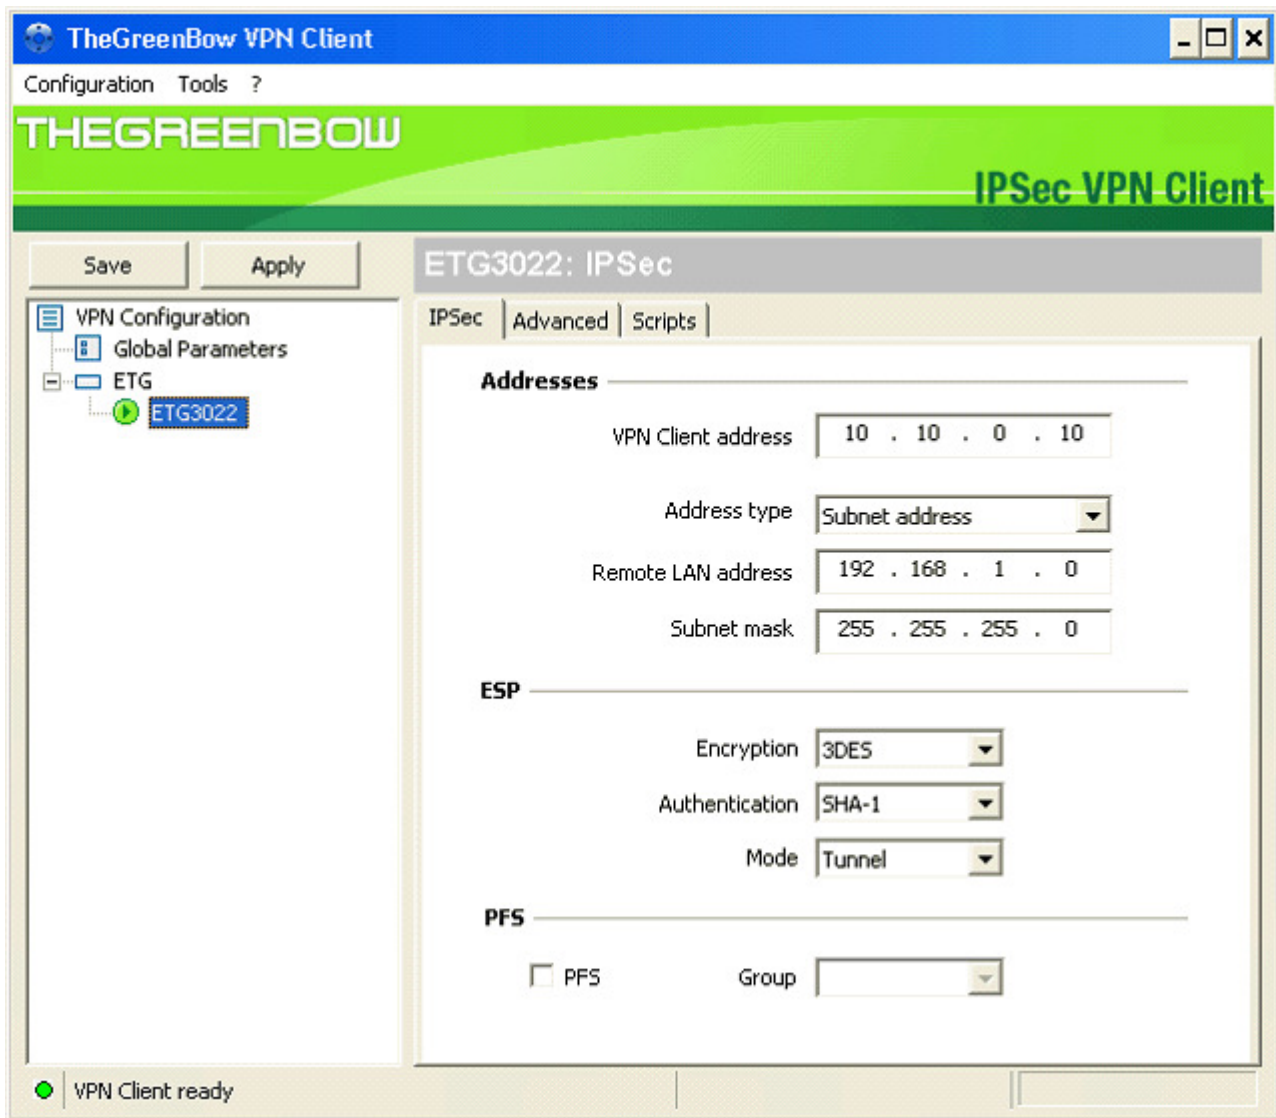 TheGreenBow VPN Client
Configuration Tools ?
THEGREENBOW
IPSec VPN Client
Save Apply
ETG3022: IPSec
VPN Configuration
Global Parameters
ETG
ETG3022
IPSec Advanced Scripts
Addresses
VPN Client address 10 . 10 . 0 . 10
Address type Subnet address
Remote LAN address 192 . 168 . 1 . 0
Subnet mask 255 . 255 . 255 . 0
ESP
Encryption 3DES
Authentication SHA-1
Mode Tunnel
PFS
PFS Group
VPN Client ready